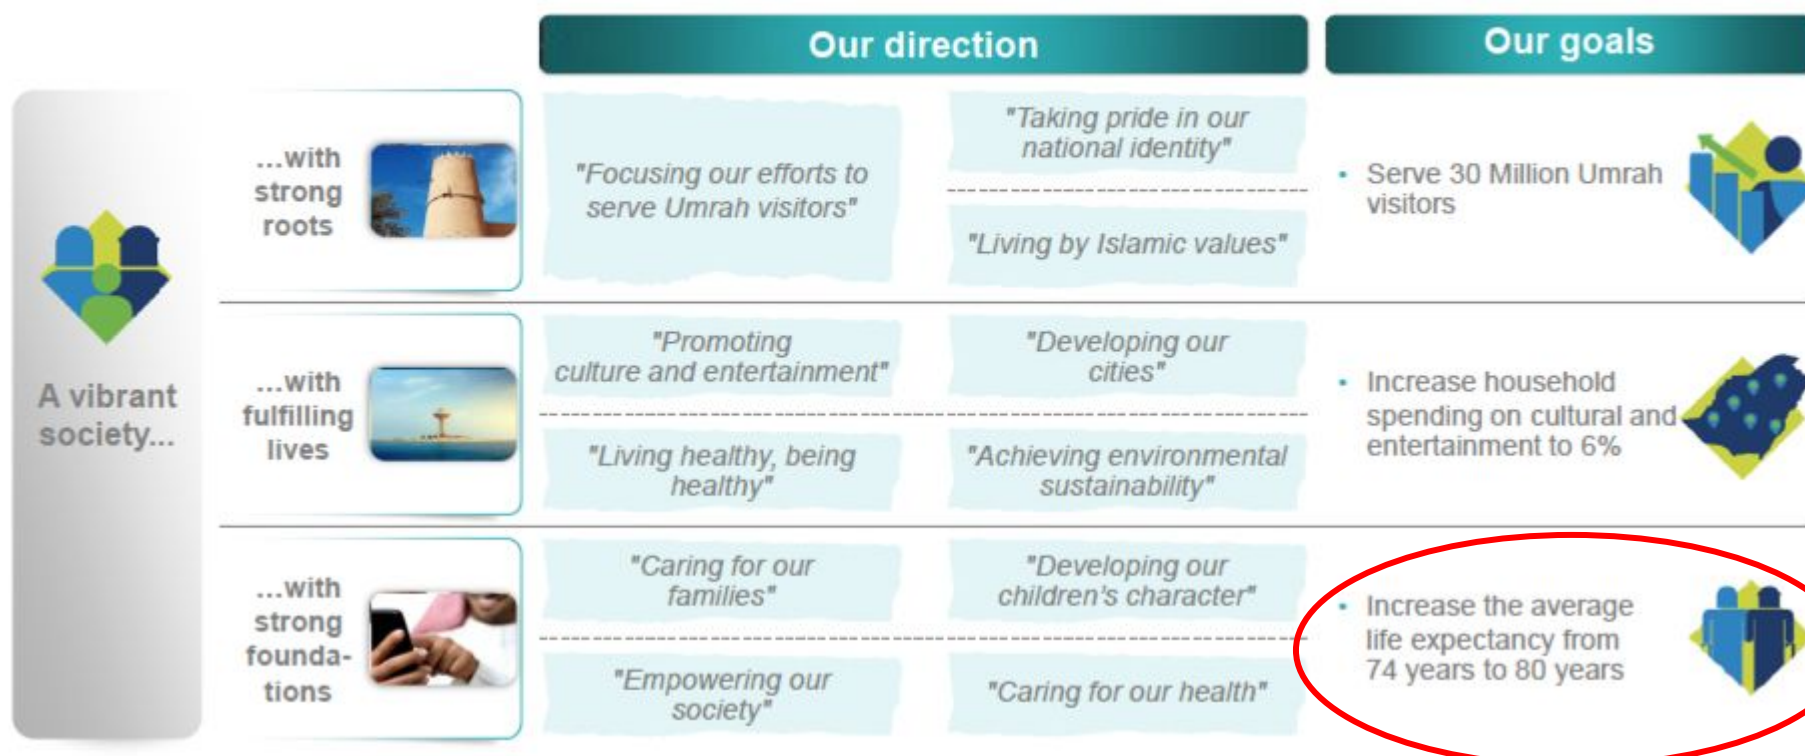 Our direction
Our goals
A vibrant
society...
...with
strong
roots
"Focusing our efforts to
serve Umrah visitors"
"Taking pride in our
national identity"
"Living by Islamic values"
• Serve 30 Million Umrah
visitors
...with
fulfilling
lives
"Promoting
culture and entertainment"
"Developing our
cities"
"Living healthy, being
healthy"
"Achieving environmental
sustainability"
• Increase household
spending on cultural and
entertainment to 6%
...with
strong
founda-
tions
"Caring for our
families"
"Developing our
children's character"
"Empowering our
society"
"Caring for our health"
• Increase the average
life expectancy from
74 years to 80 years